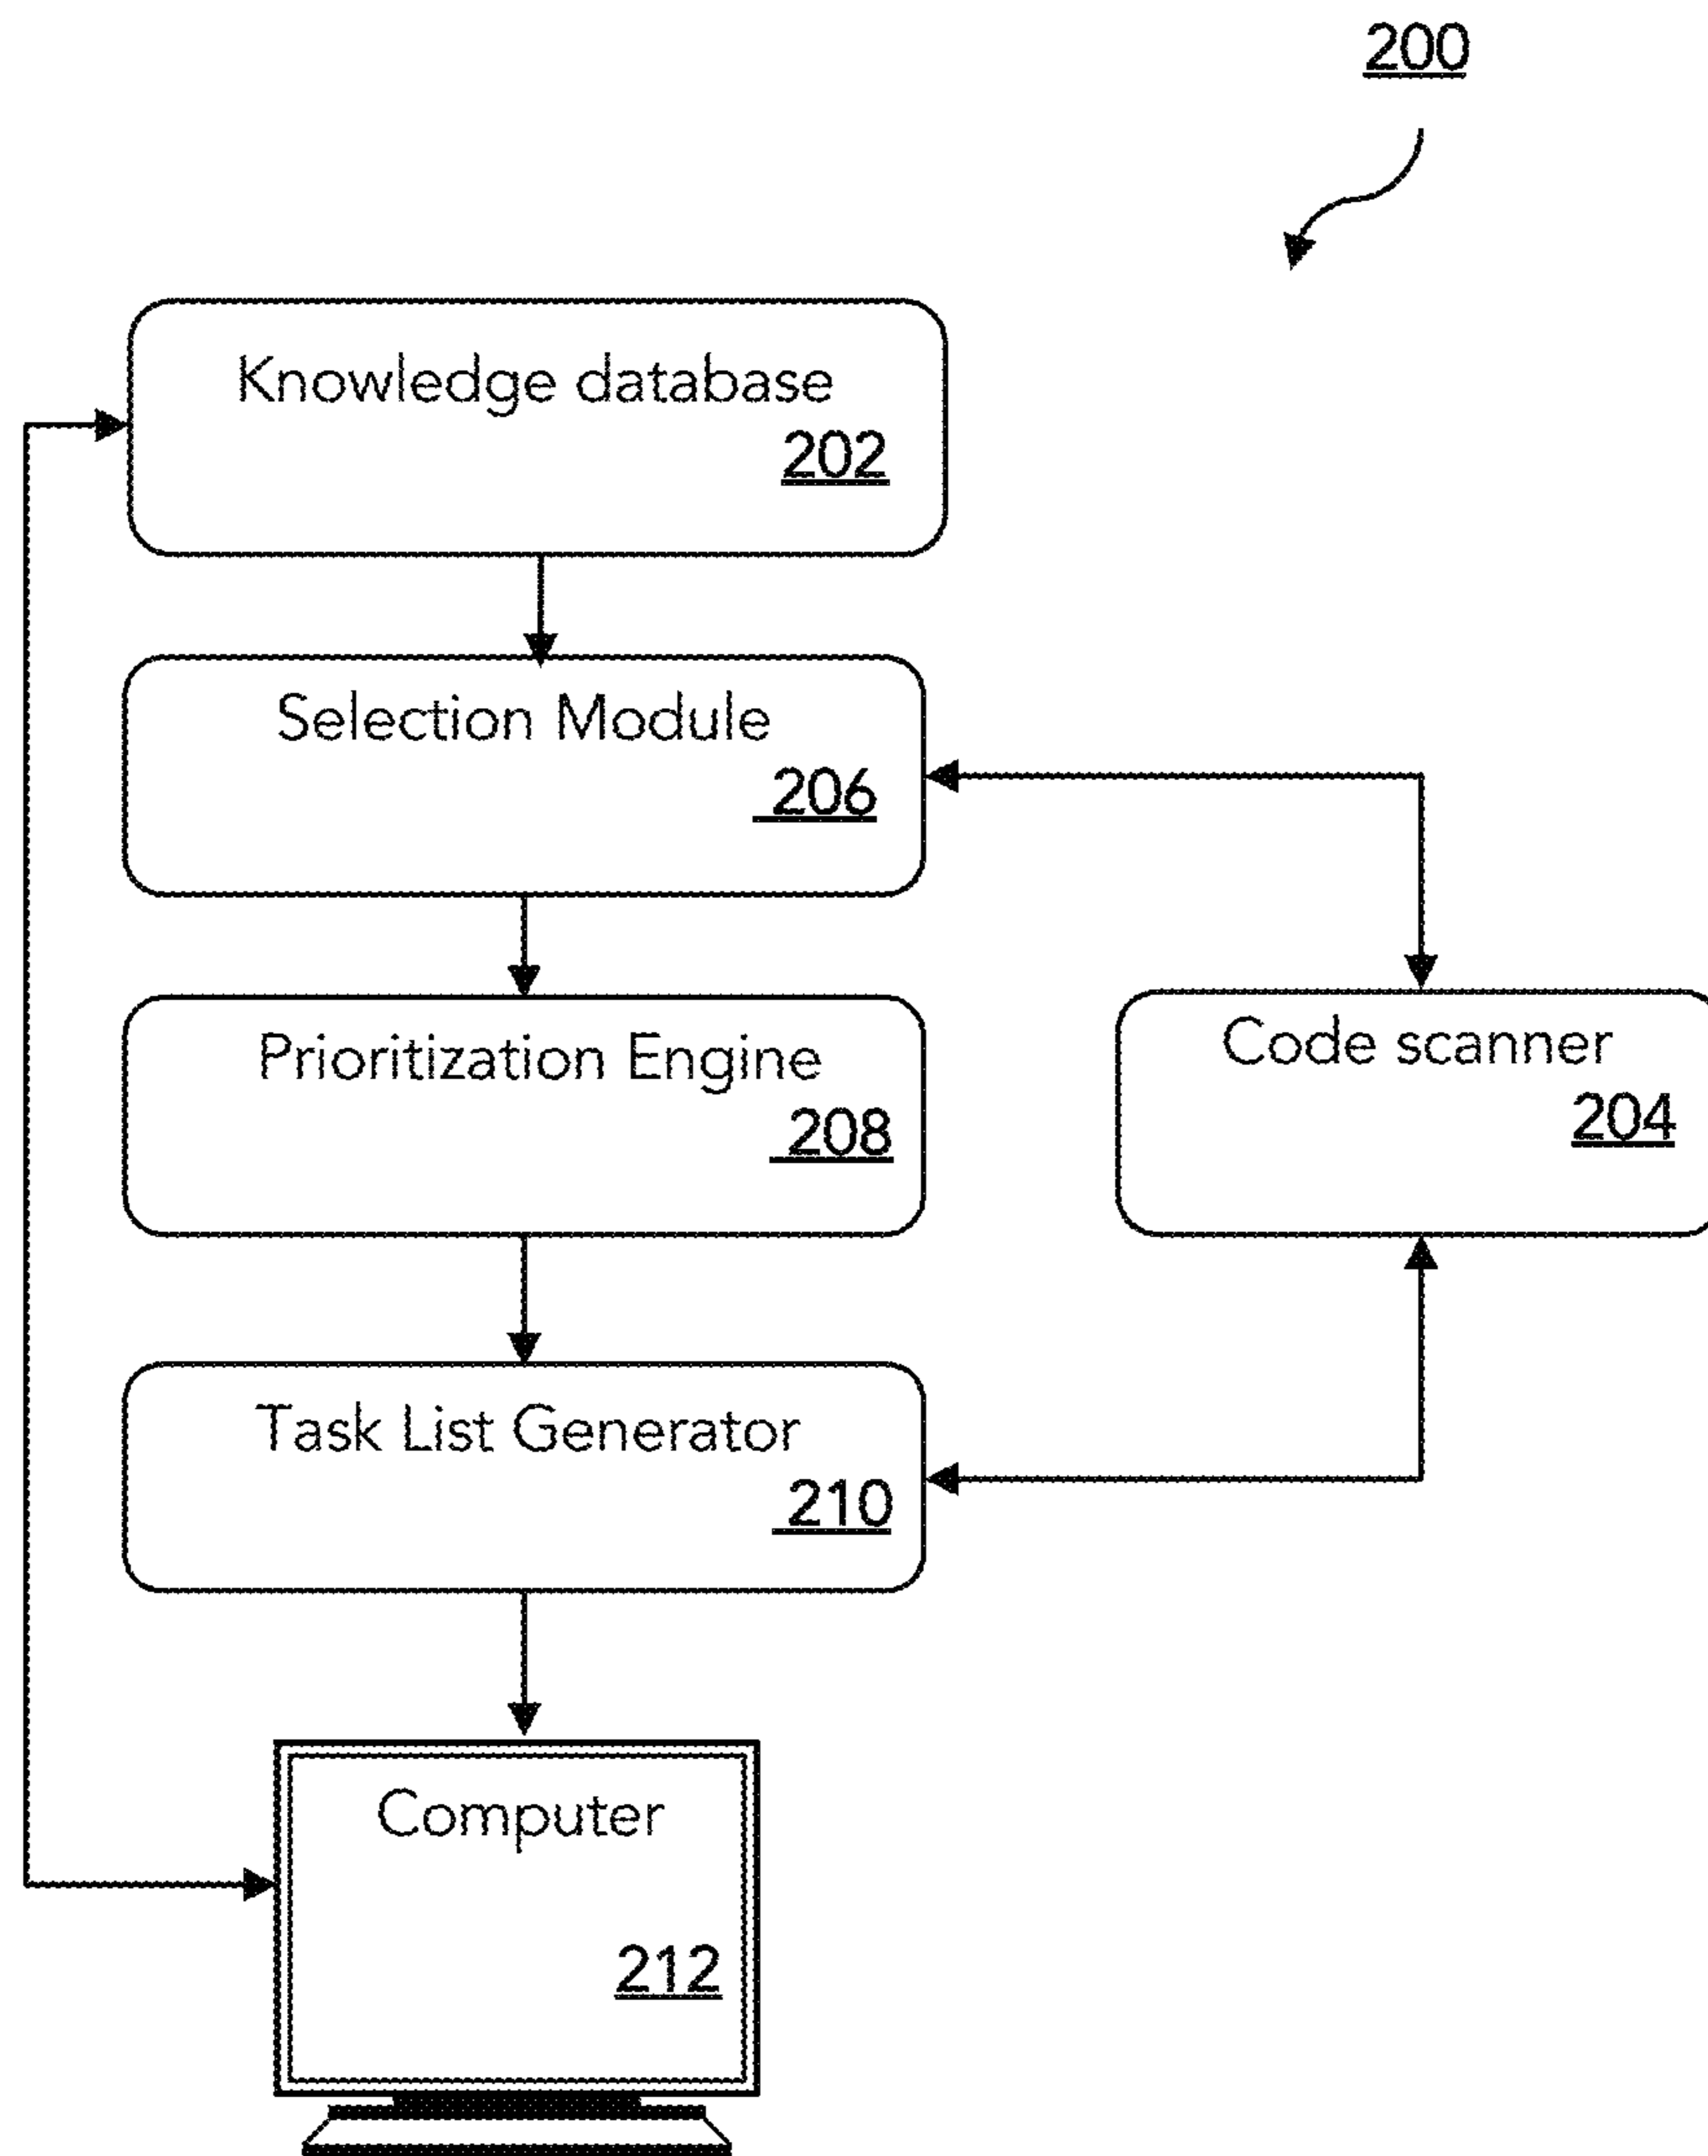 200
Knowledge database
202
Selection Module
206
Prioritization Engine
208
Code scanner
204
Task List Generator
210
Computer
212